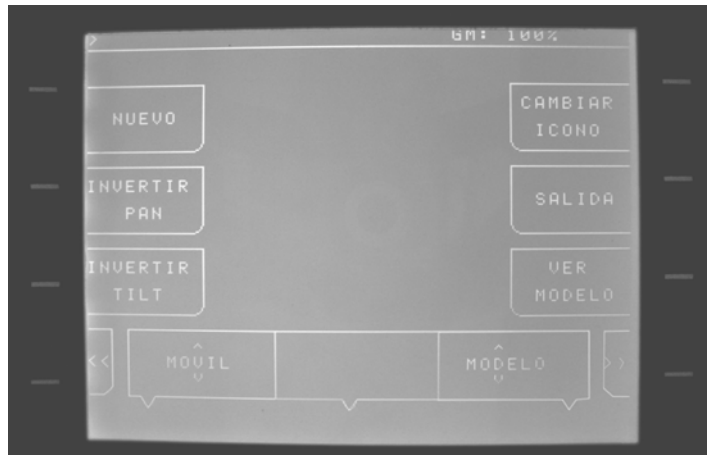 > GM: 100%
NUEVO
CAMBIAR
ICONO
INVERTIR
PAN
SALIDA
INVERTIR
TILT
VER
MODELO
<<
MOVIL
MODELO
>>